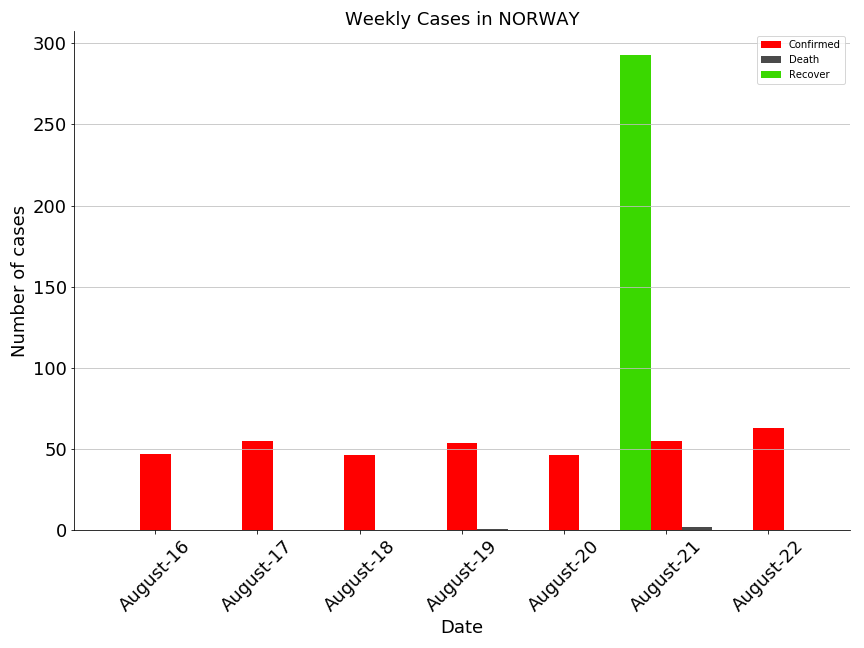 Weekly Cases in NORWAY
Confirmed
Death
Recover
Number of cases
300
250
200
150
100
50
0
August-16
August-17
August-18
August-19
August-20
August-21
August-22
Date